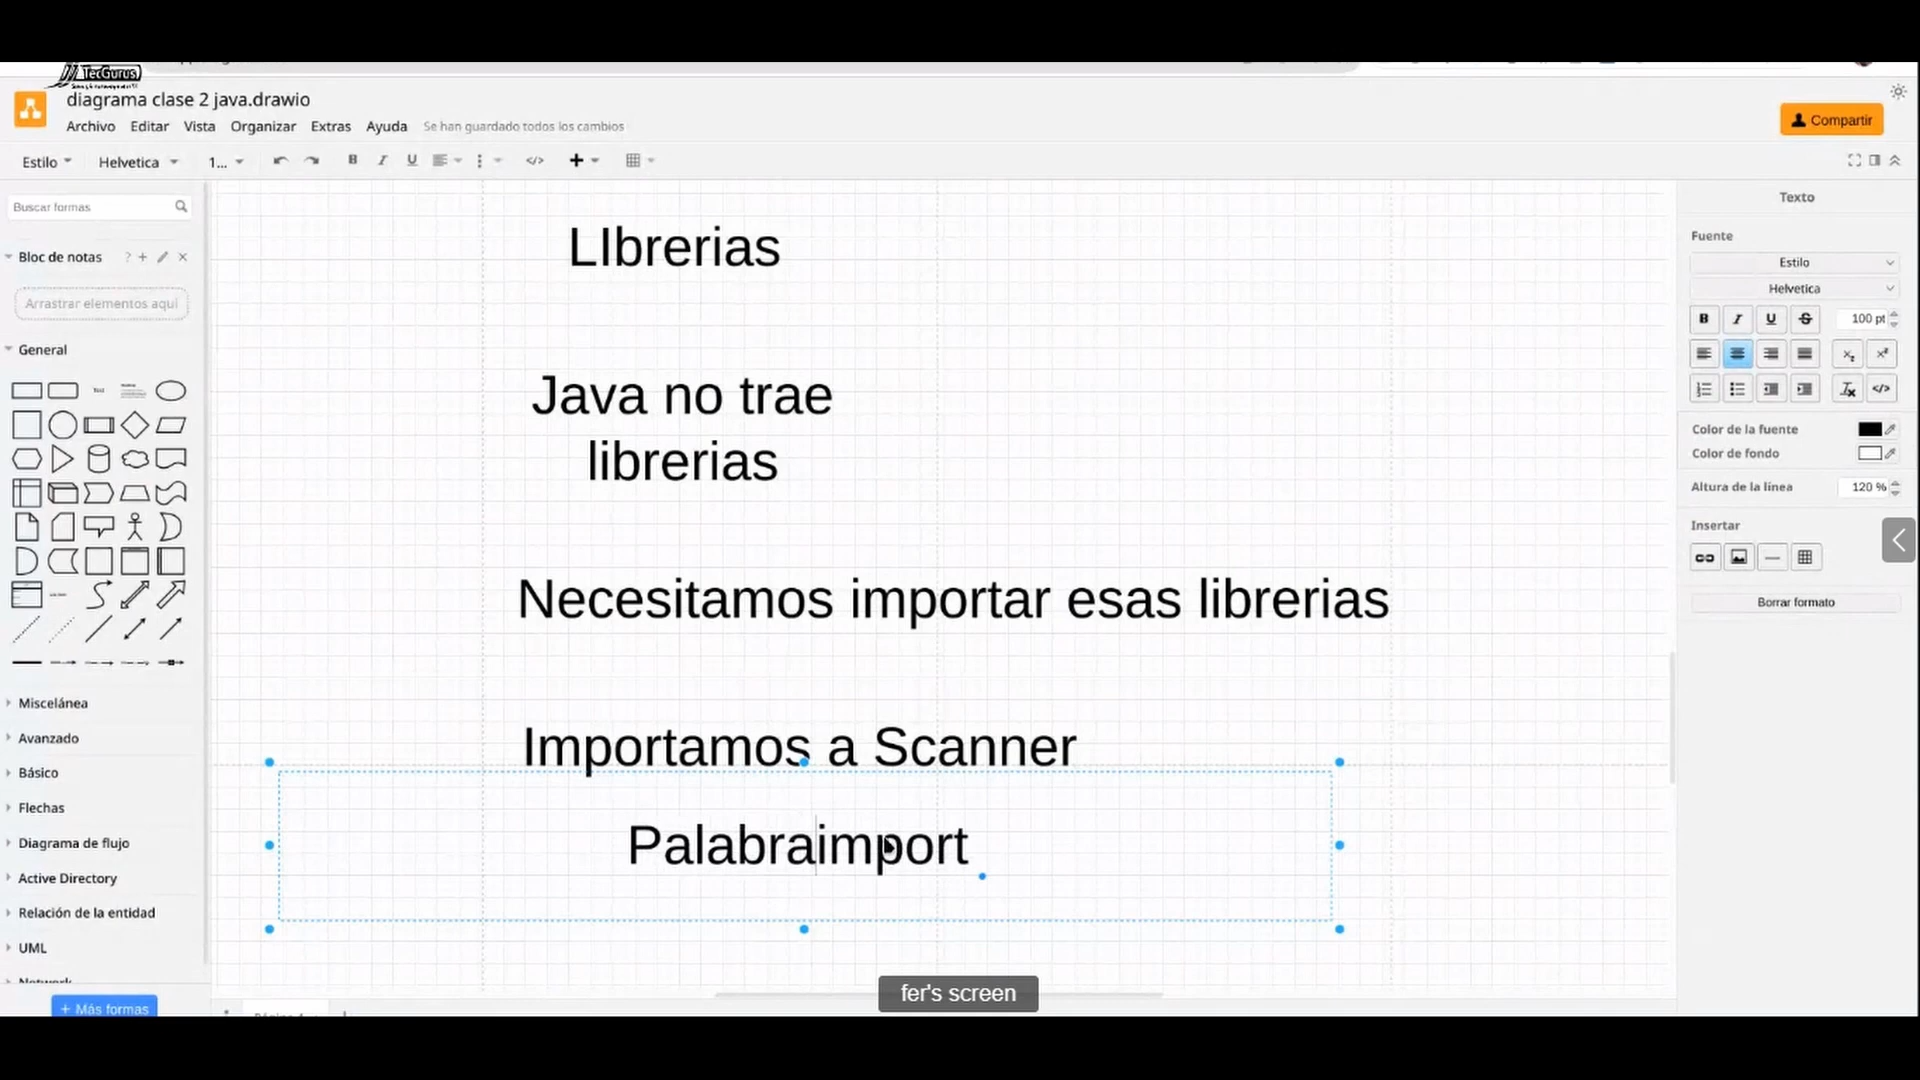 TecGurus
diagrama clase 2 java.drawio
Archivo Editar Vista Organizar Extras Ayuda Se han guardado todos los cambios
Compartir
Estilo Helvetica 1... B I U
Buscar formas
Bloc de notas ? +
Arrastrar elementos aquí
General
Text
Miscelánea
Avanzado
Básico
Flechas
Diagrama de flujo
Active Directory
Relación de la entidad
UML
Network
+ Más formas
LIbrerias
Java no trae
librerias
Necesitamos importar esas librerias
Importamos a Scanner
Palabraimport
fer's screen
Texto
Fuente
Estilo
Helvetica
B I U S 100 pt
Color de la fuente
Color de fondo
Altura de la línea 120 %
Insertar
Borrar formato